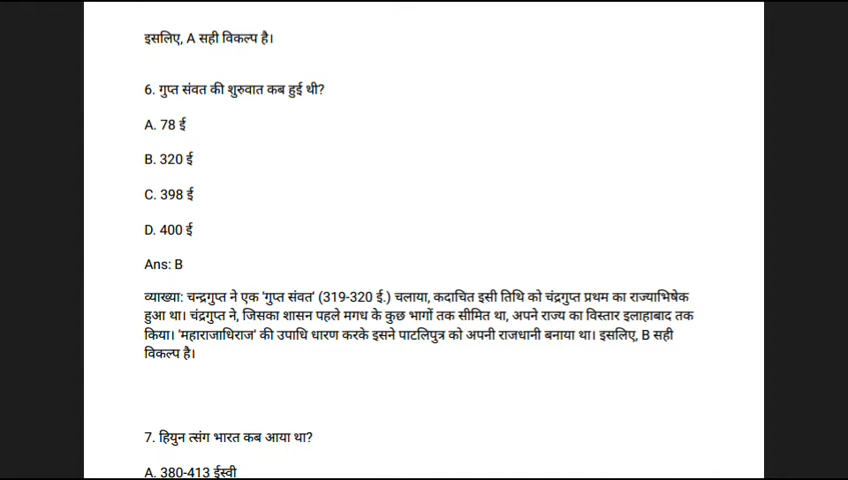 इसलिए, A सही विकल्प है।
6. गुप्त संवत की शुरुवात कब हुई थी?
A. 78 ई
B. 320 ई
C. 398 ई
D. 400 ई
Ans: B
व्याख्या: चन्द्रगुप्त ने एक 'गुप्त संवत' (319-320 ई.) चलाया, कदाचित इसी तिथि को चंद्रगुप्त प्रथम का राज्याभिषेक
हुआ था। चंद्रगुप्त ने, जिसका शासन पहले मगध के कुछ भागों तक सीमित था, अपने राज्य का विस्तार इलाहाबाद तक
किया। 'महाराजाधिराज' की उपाधि धारण करके इसने पाटलिपुत्र को अपनी राजधानी बनाया था। इसलिए, B सही
विकल्प है।
7. हियुन त्संग भारत कब आया था?
A. 380-413 ईस्वी